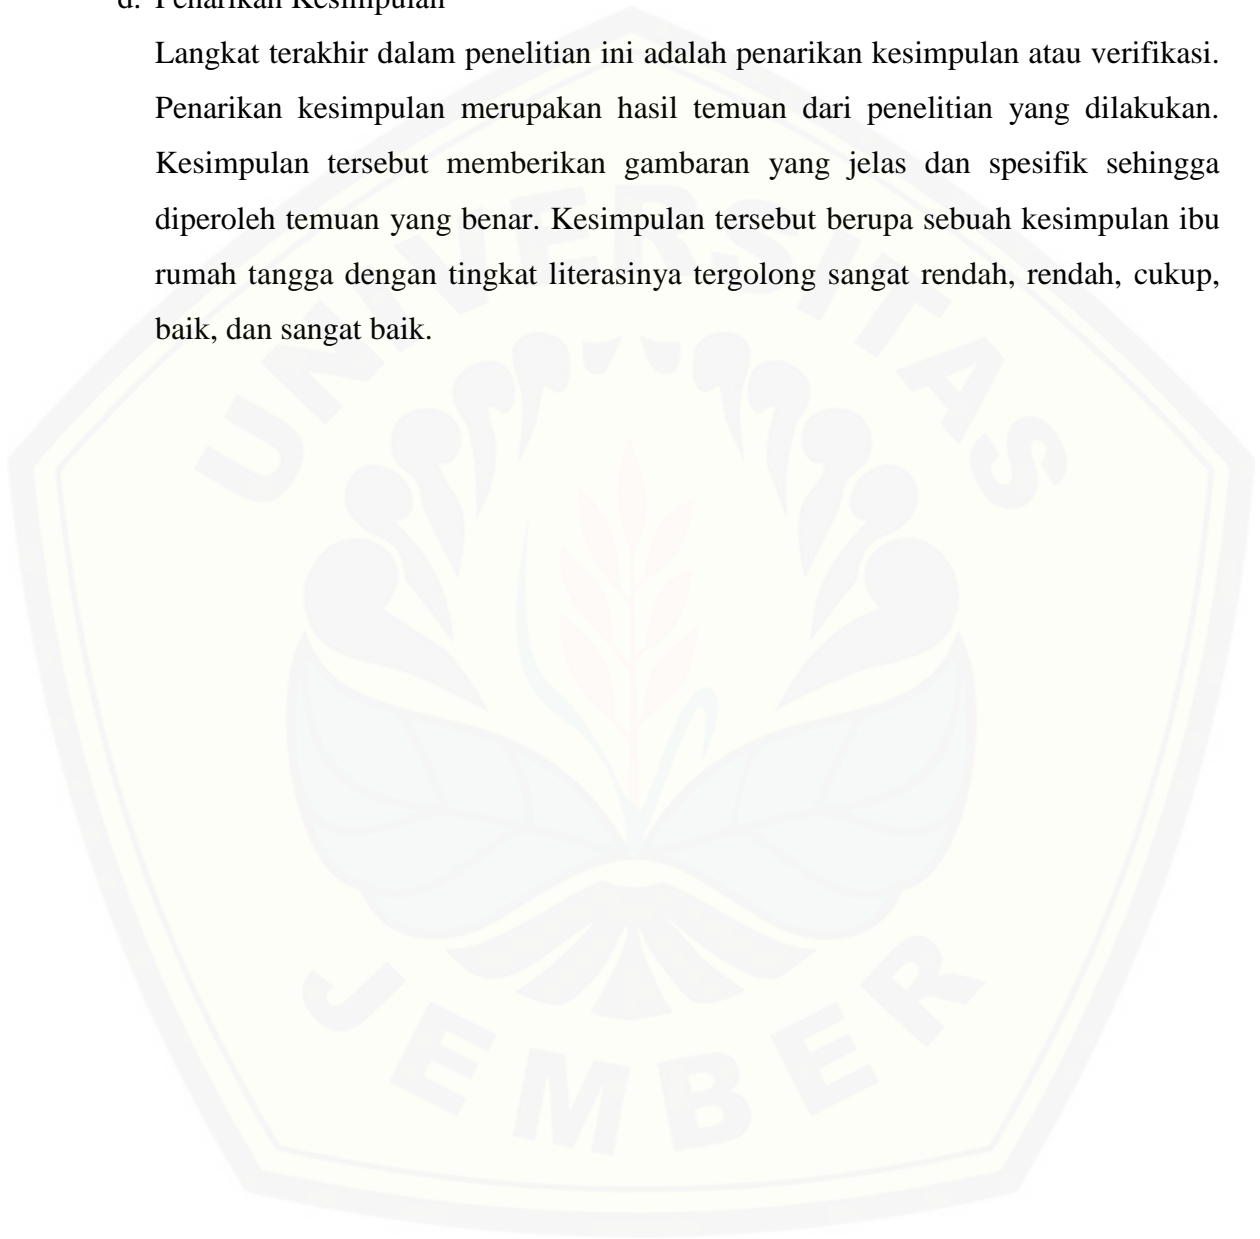 d. Penarikan Kesimpulan
Langkat terakhir dalam penelitian ini adalah penarikan kesimpulan atau verifikasi.
Penarikan kesimpulan merupakan hasil temuan dari penelitian yang dilakukan.
Kesimpulan tersebut memberikan gambaran yang jelas dan spesifik sehingga
diperoleh temuan yang benar. Kesimpulan tersebut berupa sebuah kesimpulan ibu
rumah tangga dengan tingkat literasinya tergolong sangat rendah, rendah, cukup,
baik, dan sangat baik.
UNIVERSITAS
JEMBER